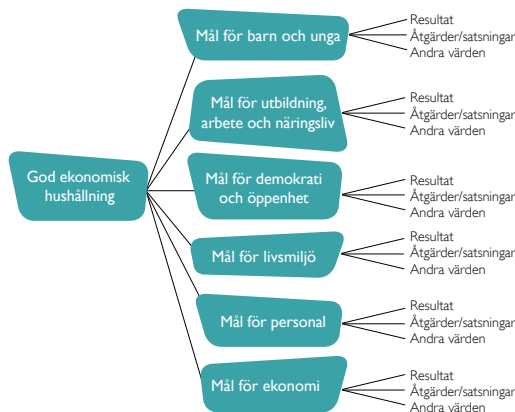 God ekonomisk
hushållning
Mål för barn och unga
Resultat
Åtgärder/satsningar
Andra värden
Mål för utbildning,
arbete och näringsliv
Resultat
Åtgärder/satsningar
Andra värden
Mål för demokrati
och öppenhet
Resultat
Åtgärder/satsningar
Andra värden
Mål för livsmiljö
Resultat
Åtgärder/satsningar
Andra värden
Mål för personal
Resultat
Åtgärder/satsningar
Andra värden
Mål för ekonomi
Resultat
Åtgärder/satsningar
Andra värden